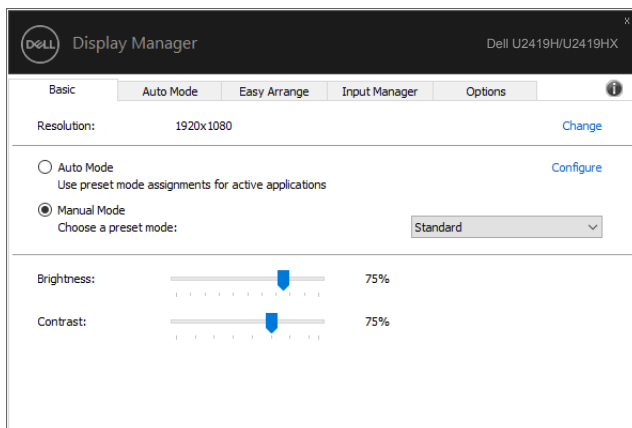 x
DELL Display Manager Dell U2419H/U2419HX
Basic Auto Mode Easy Arrange Input Manager Options i
Resolution: 1920x1080 Change
Auto Mode Configure
Use preset mode assignments for active applications
Manual Mode
Choose a preset mode: Standard
Brightness: 75%
Contrast: 75%